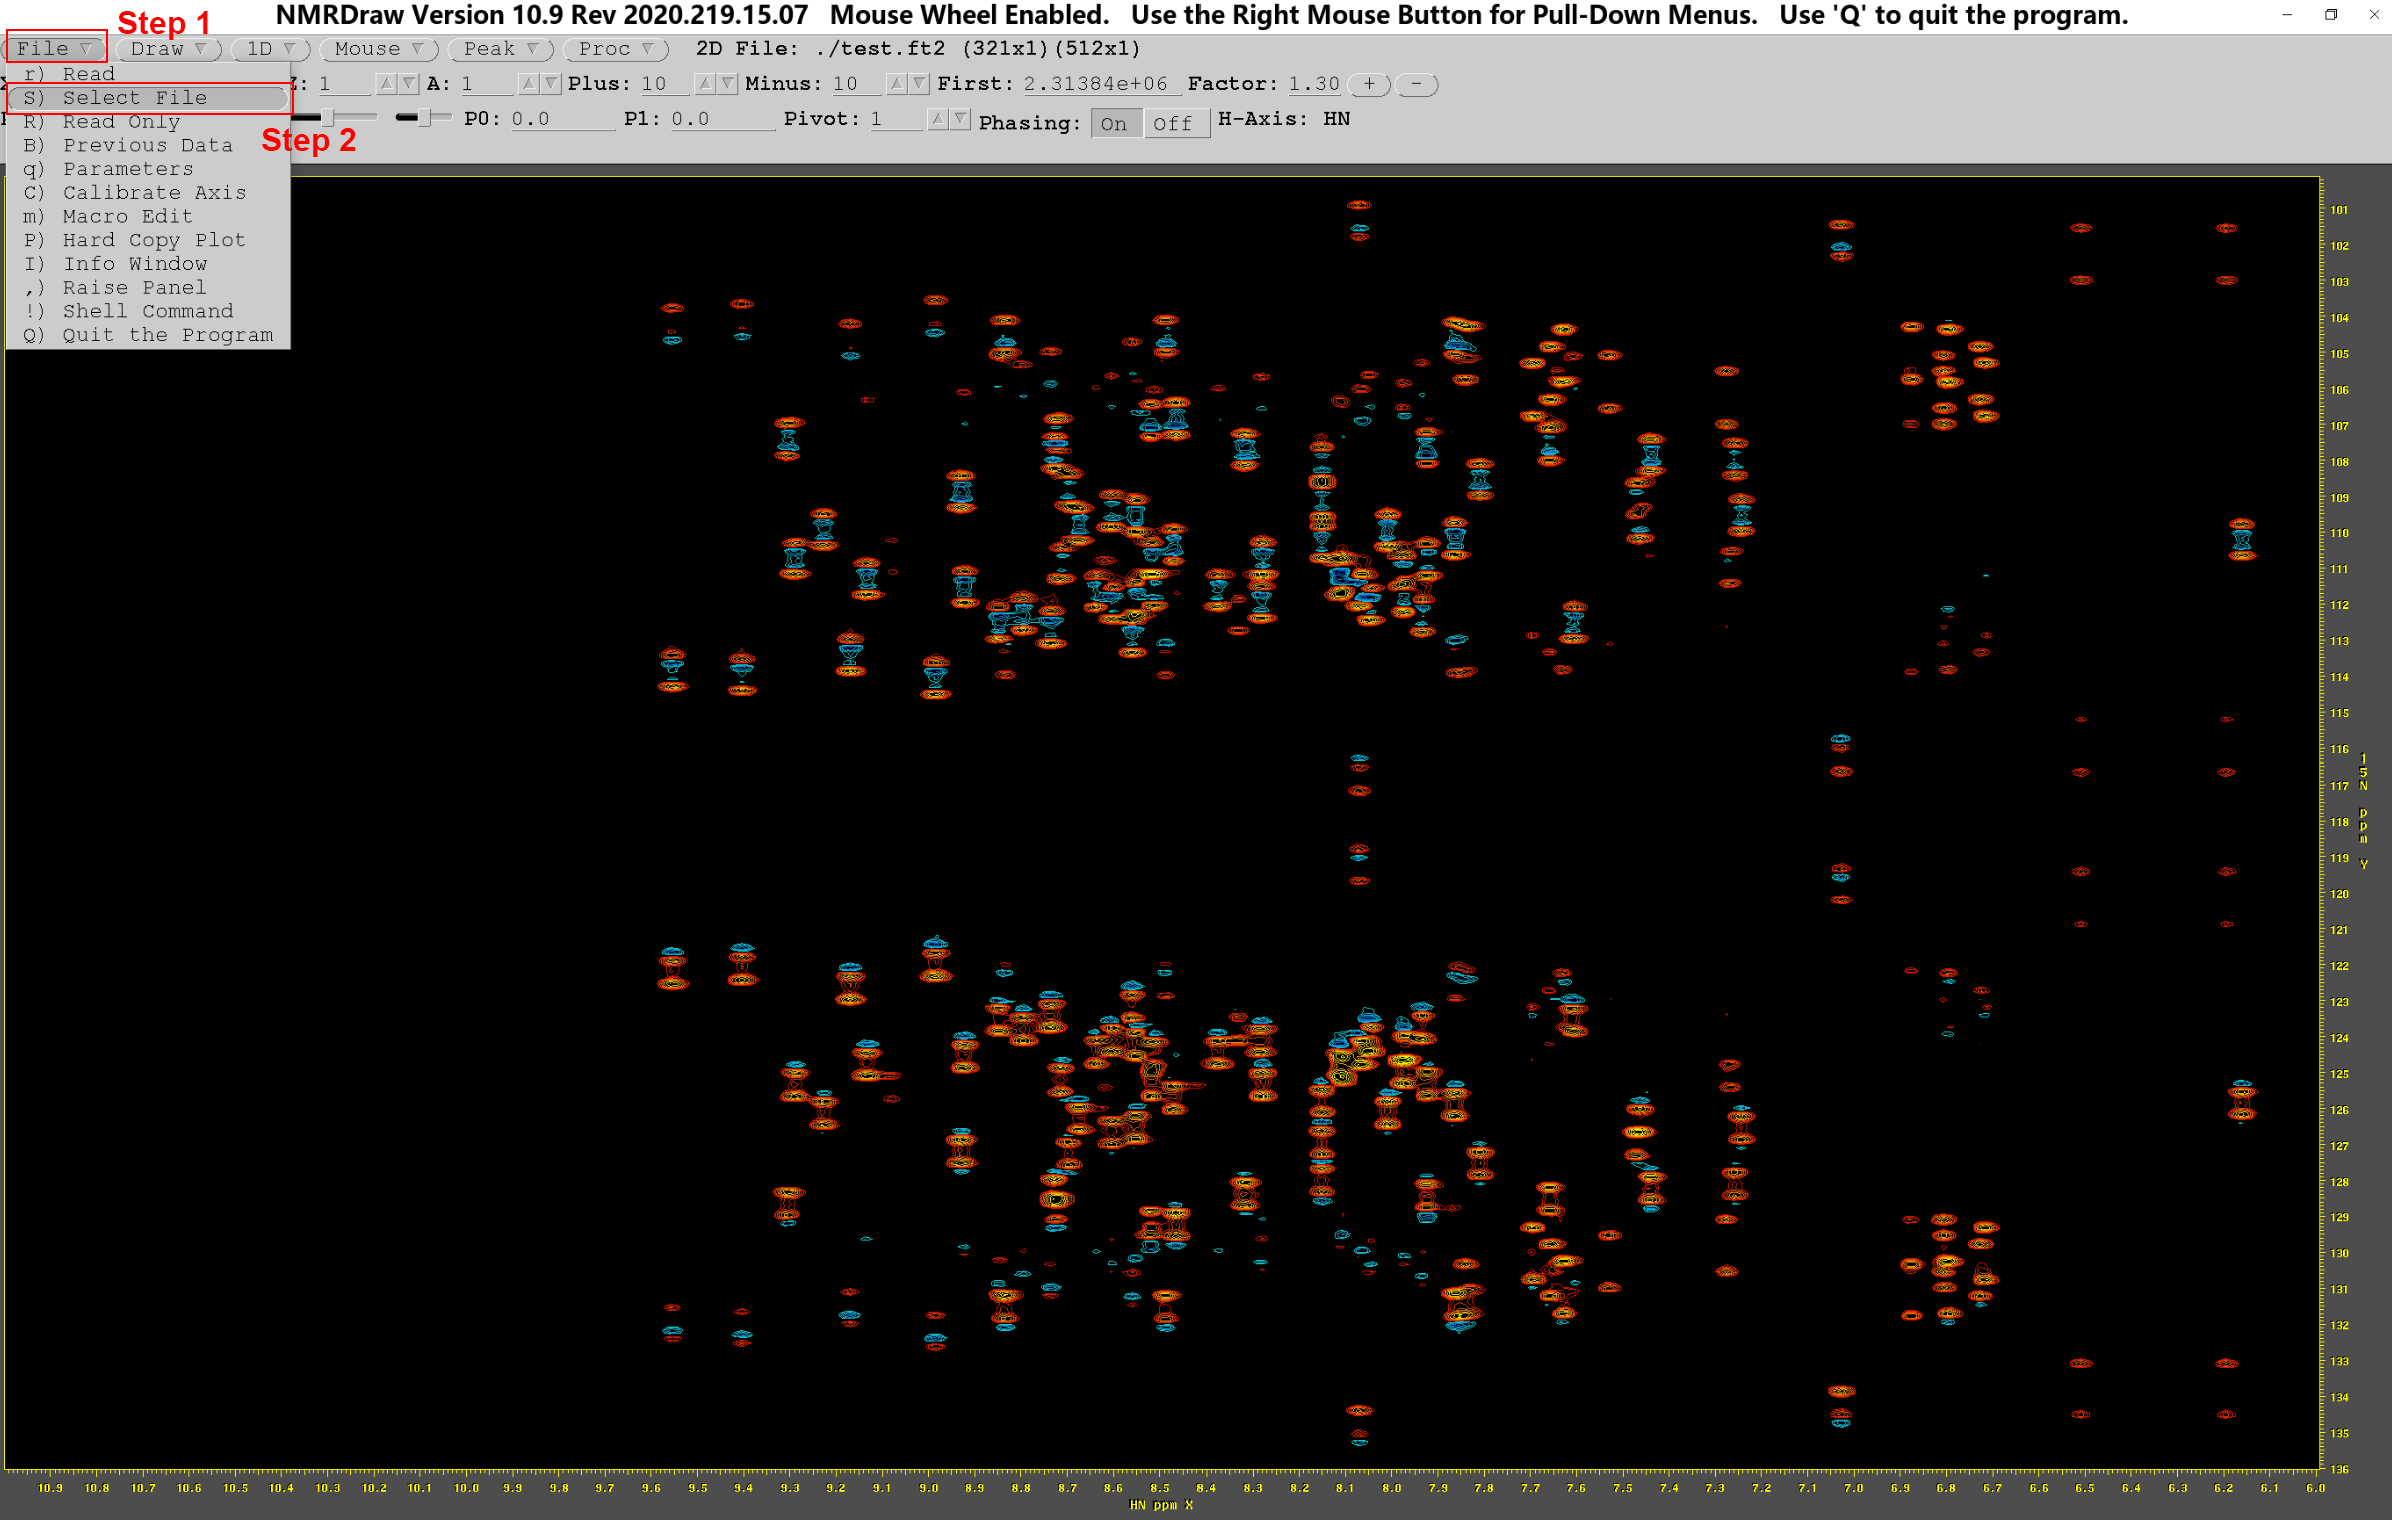 NMRDraw Version 10.9 Rev 2020.219.15.07   Mouse Wheel Enabled.   Use the Right Mouse Button for Pull-Down Menus.   Use 'Q' to quit the program.
Step 1
File Draw 1D Mouse Peak Proc 2D File: ./test.ft2 (321x1)(512x1)
r) Read
Z: 1 A: 1 Plus: 10 Minus: 10 First: 2.31384e+06 Factor: 1.30 + -
S) Select File
R) Read Only
P0: 0.0 P1: 0.0 Pivot: 1 Phasing: On Off H-Axis: HN
Step 2
B) Previous Data
q) Parameters
C) Calibrate Axis
m) Macro Edit
P) Hard Copy Plot
I) Info Window
,) Raise Panel
!) Shell Command
Q) Quit the Program
101
102
103
104
105
106
107
108
109
110
111
112
113
114
115
116
117
118
119
120
121
122
123
124
125
126
127
128
129
130
131
132
133
134
135
136
15N ppm Y
10.9 10.8 10.7 10.6 10.5 10.4 10.3 10.2 10.1 10.0 9.9 9.8 9.7 9.6 9.5 9.4 9.3 9.2 9.1 9.0 8.9 8.8 8.7 8.6 8.5 8.4 8.3 8.2 8.1 8.0 7.9 7.8 7.7 7.6 7.5 7.4 7.3 7.2 7.1 7.0 6.9 6.8 6.7 6.6 6.5 6.4 6.3 6.2 6.1 6.0
HN ppm X